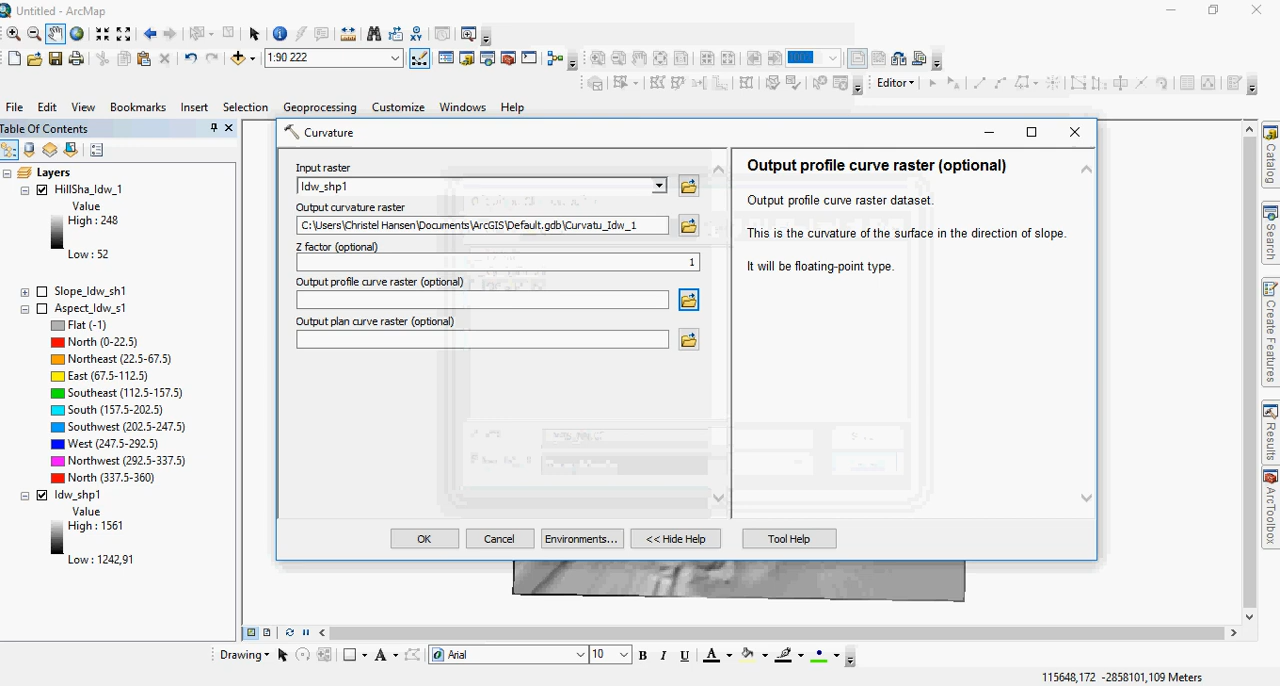 Untitled - ArcMap
1:90 222
Editor
File Edit View Bookmarks Insert Selection Geoprocessing Customize Windows Help
Table Of Contents
Layers
HillSha_Idw_1
Value
High : 248
Low : 52
Slope_Idw_sh1
Aspect_Idw_s1
Flat (-1)
North (0-22.5)
Northeast (22.5-67.5)
East (67.5-112.5)
Southeast (112.5-157.5)
South (157.5-202.5)
Southwest (202.5-247.5)
West (247.5-292.5)
Northwest (292.5-337.5)
North (337.5-360)
Idw_shp1
Value
High : 1561
Low : 1242,91
Curvature
Input raster
Idw_shp1
Output curvature raster
C:\Users\Christel Hansen\Documents\ArcGIS\Default.gdb\Curvatu_Idw_1
Z factor (optional)
1
Output profile curve raster (optional)
Output plan curve raster (optional)
OK Cancel Environments... << Hide Help Tool Help
Output profile curve raster (optional)
Output profile curve raster dataset.
This is the curvature of the surface in the direction of slope.
It will be floating-point type.
Catalog
Search
Create Features
Results
ArcToolbox
Drawing A Arial 10 B I U A
115648,172 -2858101,109 Meters